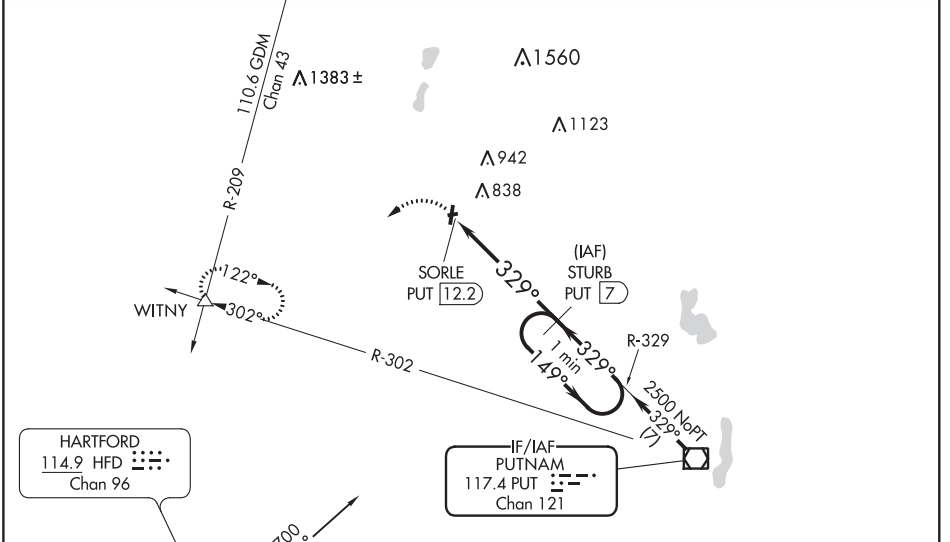 110.6 GDM
Chan 43
R-209
1383 ±
1560
1123
942
838
122°
302°
WITNY
SORLE
PUT 12.2
329°
(IAF)
STURB
PUT 7
1 min
149°
329°
R-329
R-302
2500 NoPT
329°
(7)
HARTFORD
114.9 HFD
Chan 96
IF/IAF
PUTNAM
117.4 PUT
Chan 121